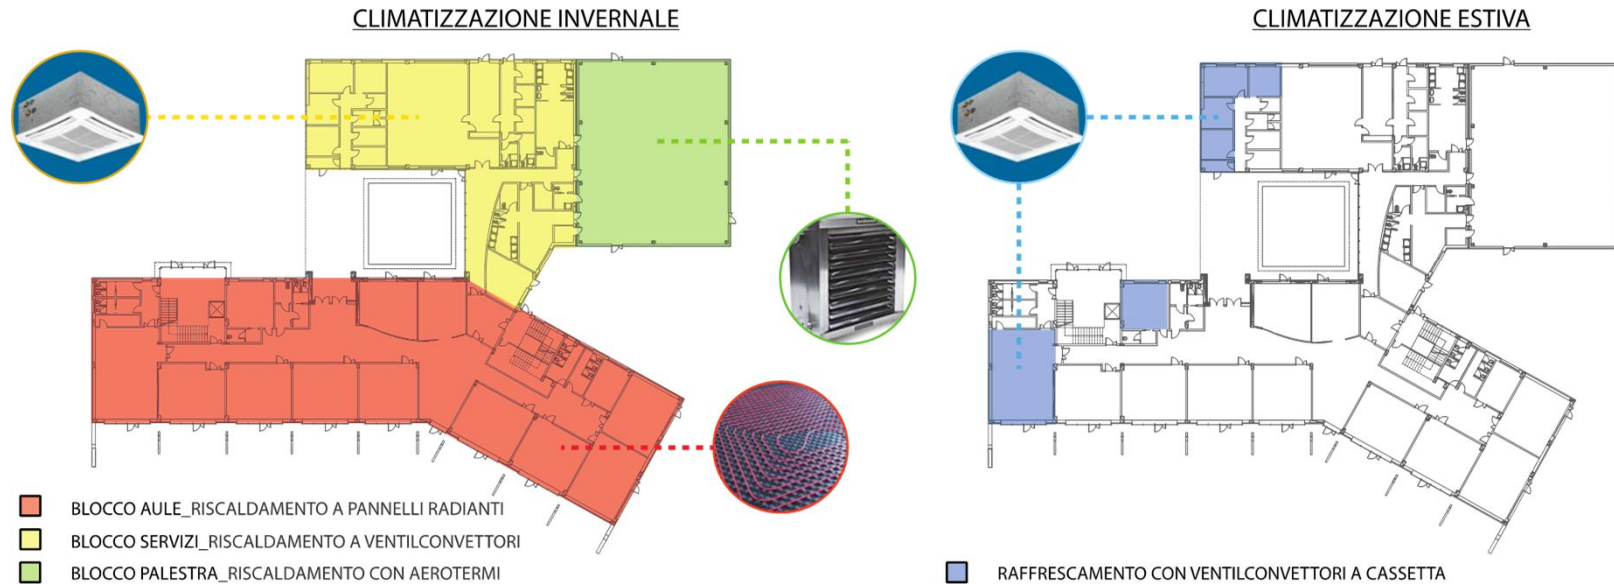 CLIMATIZZAZIONE INVERNALE
CLIMATIZZAZIONE ESTIVA
BLOCCO AULE_RISCALDAMENTO A PANNELLI RADIANTI
BLOCCO SERVIZI_RISCALDAMENTO A VENTILCONVETTORI
BLOCCO PALESTRA_RISCALDAMENTO CON AEROTERMI
RAFFRESCAMENTO CON VENTILCONVETTORI A CASSETTA